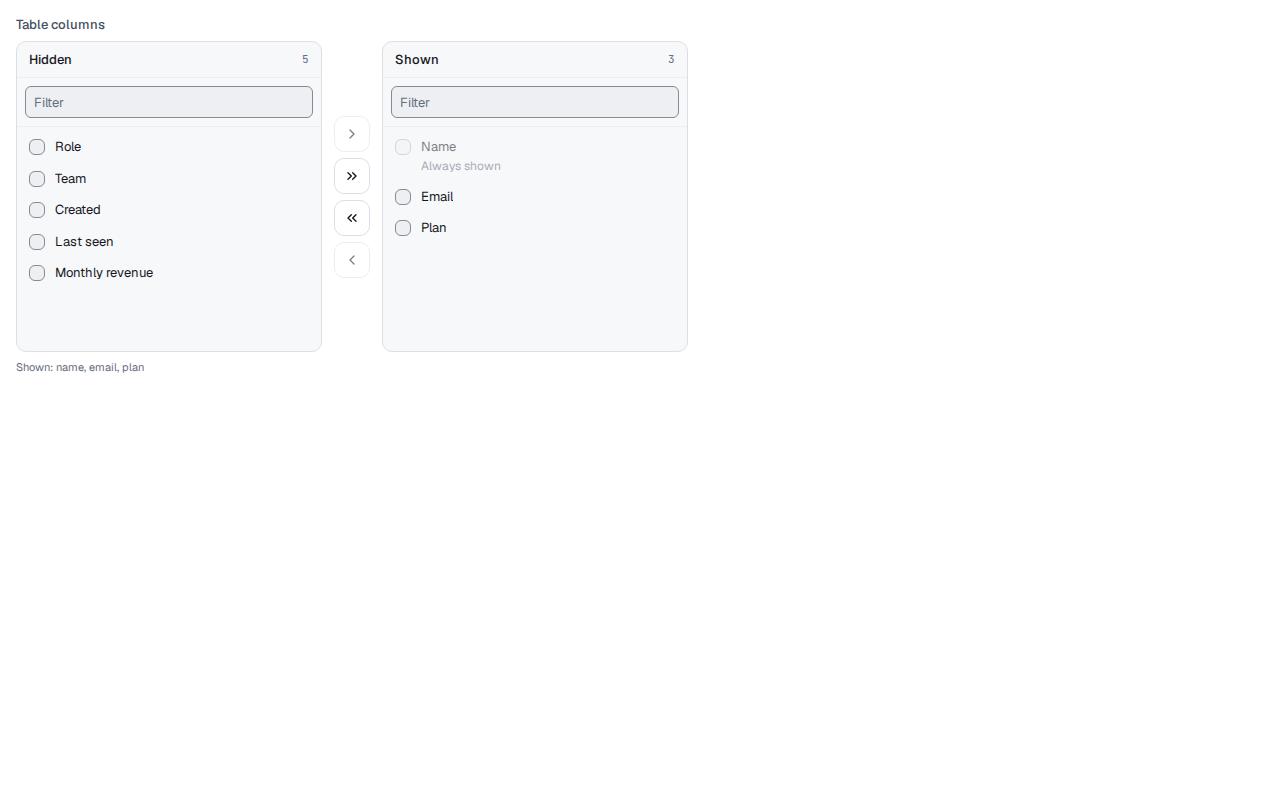 Table columns
Hidden 5
Filter
Role
Team
Created
Last seen
Monthly revenue
Shown 3
Filter
Name
Always shown
Email
Plan
Shown: name, email, plan